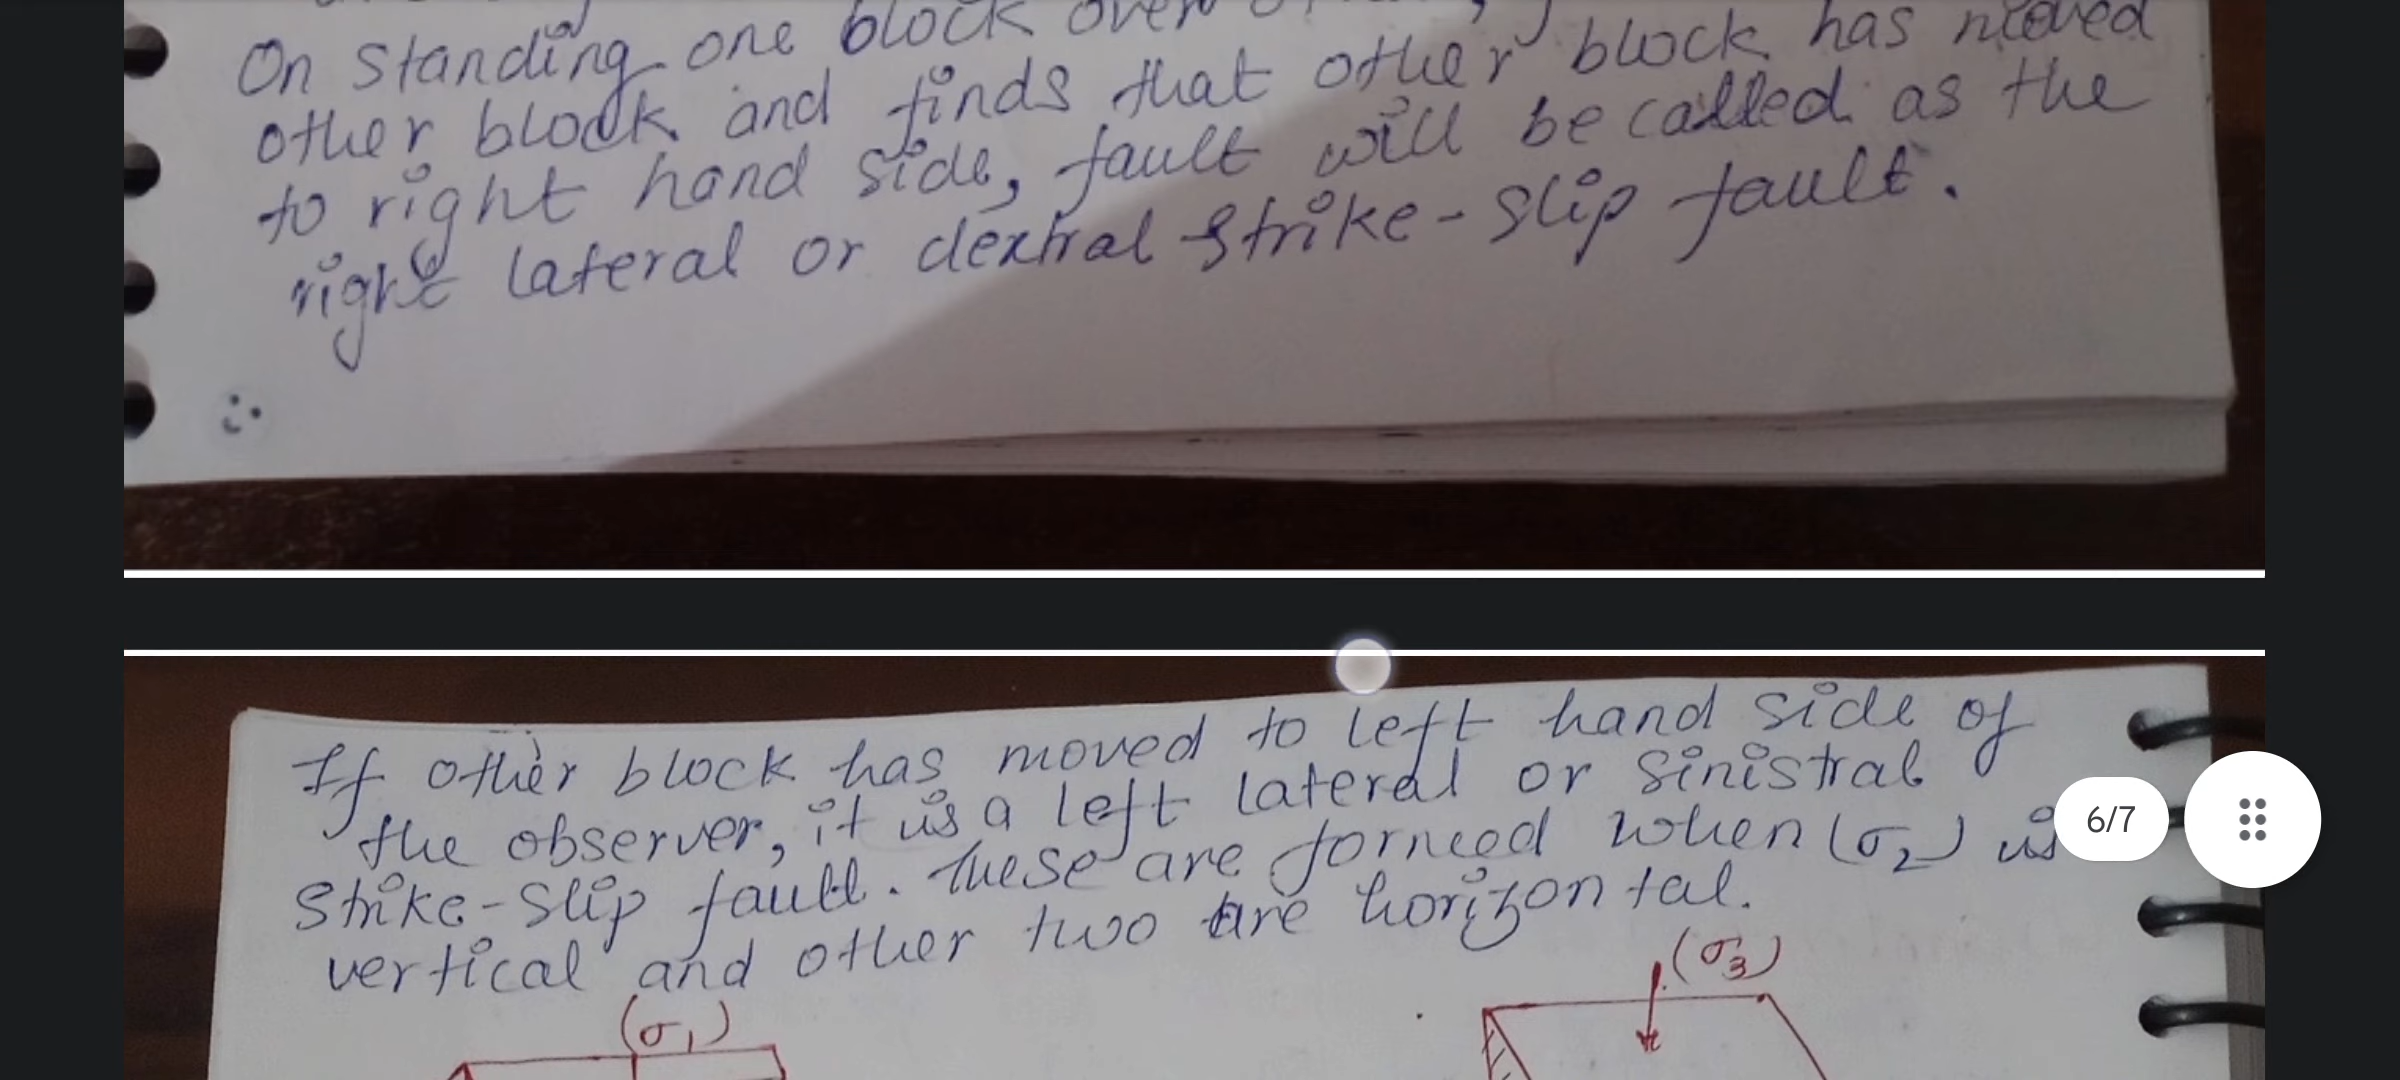 On standing one block over
other block and finds that other block has moved
to right hand side, fault will be called as the
right lateral or dextral strike-slip fault.
If other block has moved to left hand side of
the observer, it is a left lateral or sinistral
strike-slip fault. These are formed when (σ2) is
vertical and other two are horizontal.
(σ1)
(σ3)
6/7